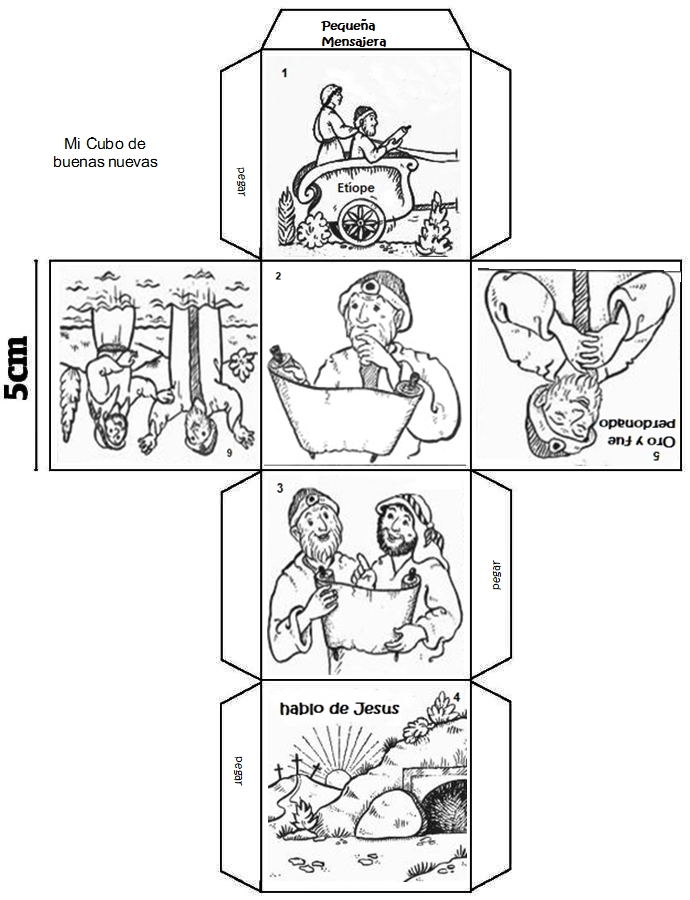 Pequeña
Mensajera
1
Mi Cubo de
buenas nuevas
pegar
Etiope
5cm
6
2
5
Oro y fue
perdonado
3
pegar
4
hablo de Jesus
pegar